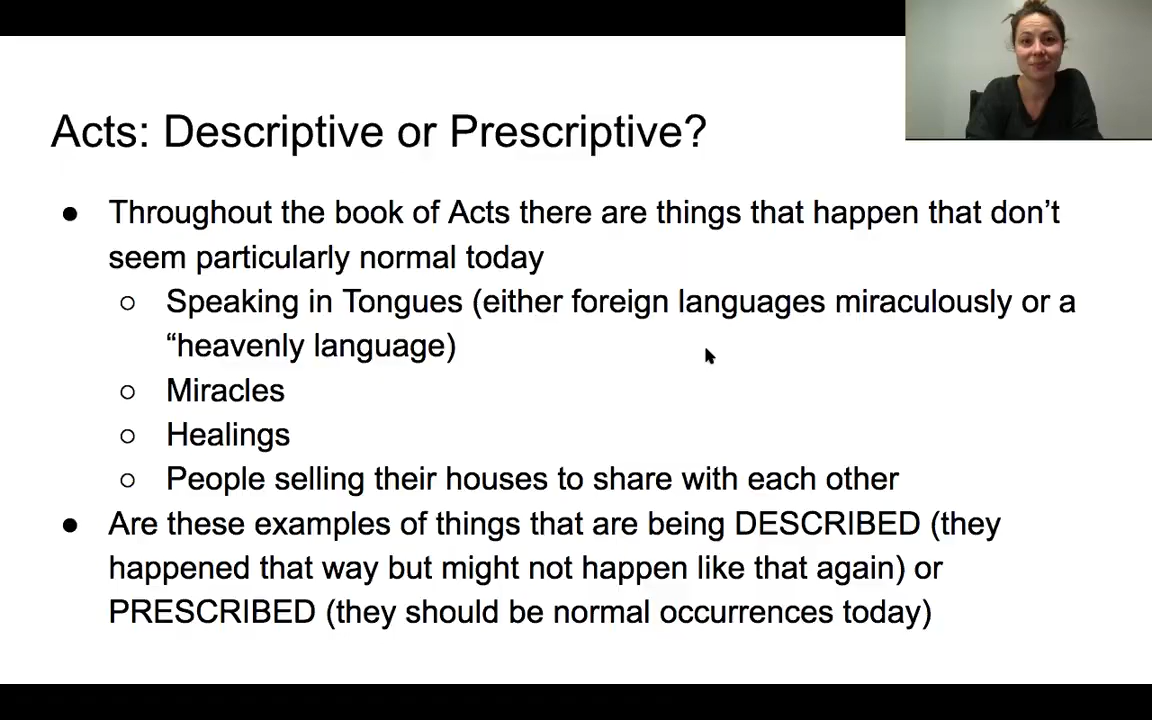 Acts: Descriptive or Prescriptive?
● Throughout the book of Acts there are things that happen that don’t
seem particularly normal today
○ Speaking in Tongues (either foreign languages miraculously or a
“heavenly language)
○ Miracles
○ Healings
○ People selling their houses to share with each other
● Are these examples of things that are being DESCRIBED (they
happened that way but might not happen like that again) or
PRESCRIBED (they should be normal occurrences today)